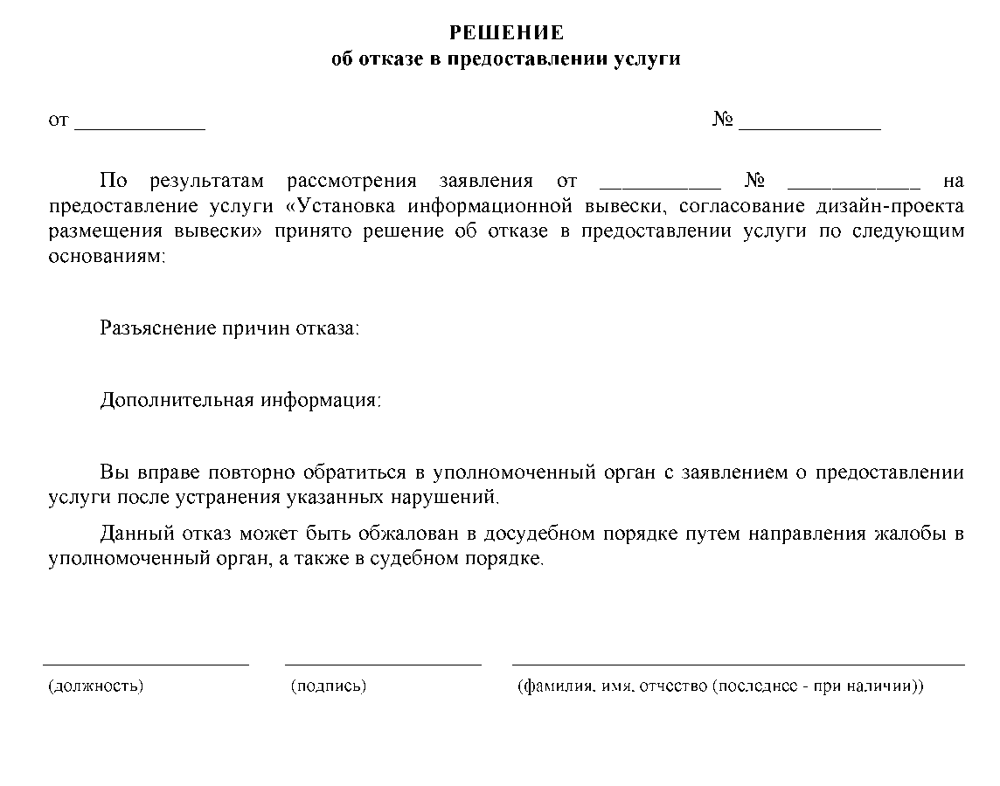 РЕШЕНИЕ
об отказе в предоставлении услуги
от ____________ № _____________
По результатам рассмотрения заявления от ___________ № ____________ на
предоставление услуги «Установка информационной вывески, согласование дизайн-проекта
размещения вывески» принято решение об отказе в предоставлении услуги по следующим
основаниям:
Разъяснение причин отказа:
Дополнительная информация:
Вы вправе повторно обратиться в уполномоченный орган с заявлением о предоставлении
услуги после устранения указанных нарушений.
Данный отказ может быть обжалован в досудебном порядке путем направления жалобы в
уполномоченный орган, а также в судебном порядке.
(должность) (подпись) (фамилия, имя, отчество (последнее - при наличии))